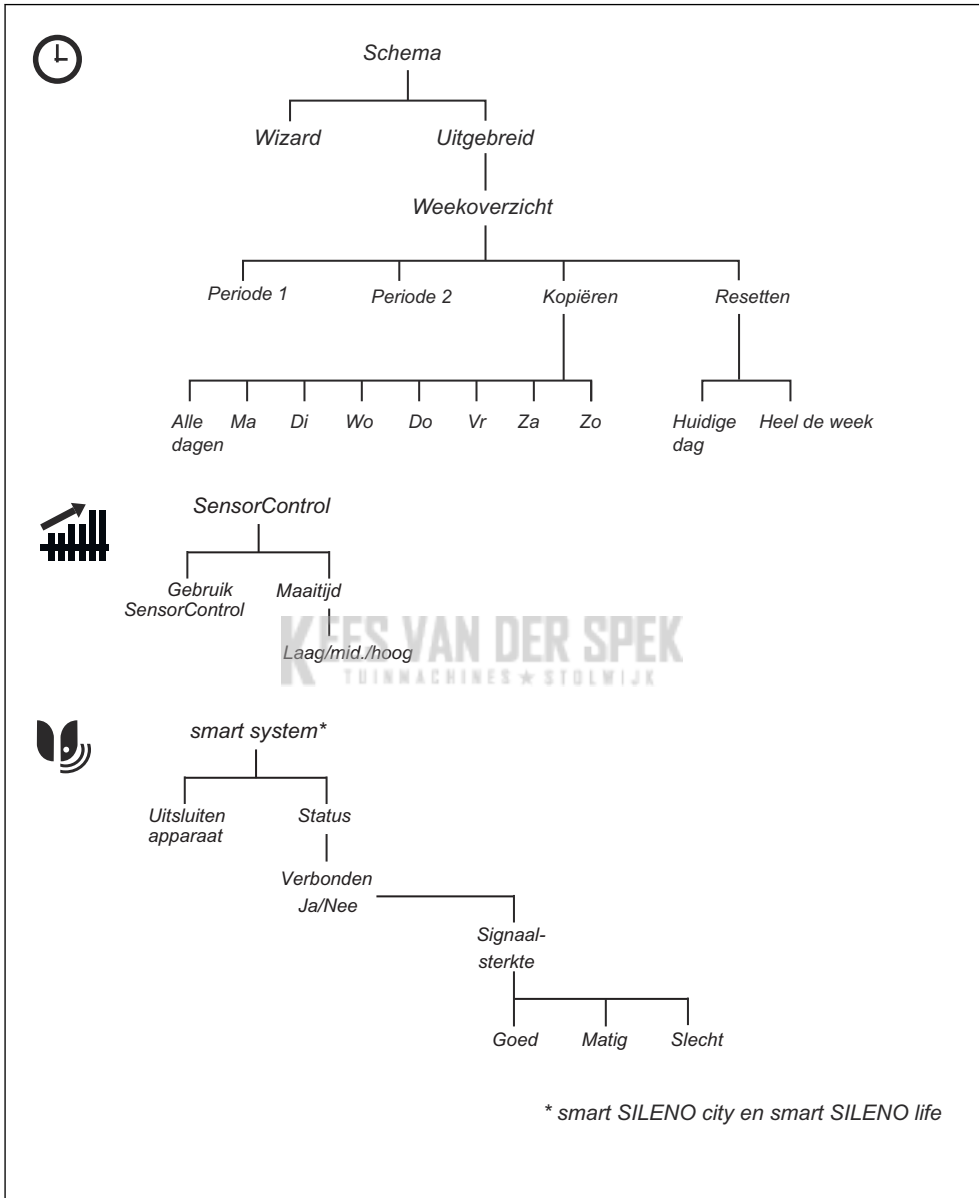 Schema
Wizard Uitgebreid
Weekoverzicht
Periode 1 Periode 2 Kopiëren Resetten
Alle dagen Ma Di Wo Do Vr Za Zo Huidige dag Heel de week
SensorControl
Gebruik SensorControl Maaitijd
Laag/mid./hoog
KEES VAN DER SPEK
TUINMACHINES ★ STOLWIJK
smart system*
Uitsluiten apparaat Status
Verbonden
Ja/Nee
Signaal-
sterkte
Goed Matig Slecht
* smart SILENO city en smart SILENO life